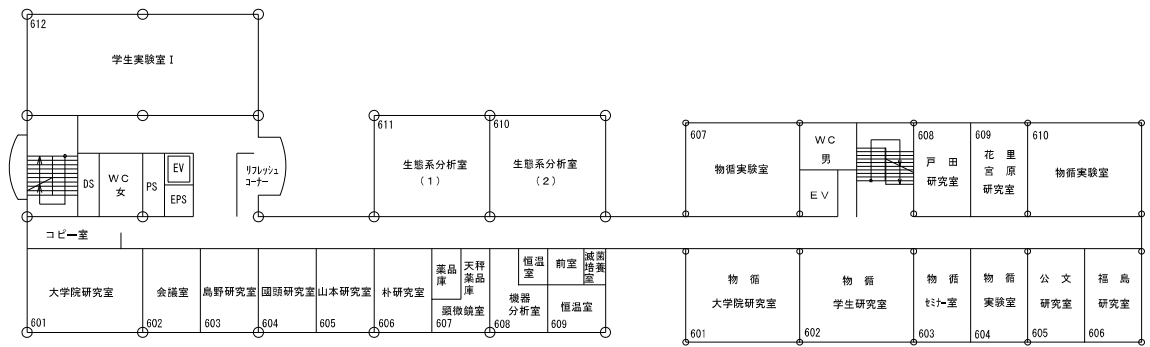 612
学生実験室Ⅰ
611
生態系分析室
(1)
610
生態系分析室
(2)
607
物循実験室
WC
男
EV
608
戸田
研究室
609
花里
宮原
研究室
610
物循実験室
DS
WC
女
PS
EV
EPS
リフレッシュ
コーナー
コピー室
大学院研究室
601
会議室
602
島野研究室
603
國頭研究室
604
山本研究室
605
朴研究室
606
薬品
庫
天秤
薬品
庫
顕微鏡室
607
恒温
室
機器
分析室
608
前室
滅菌
培養
室
恒温室
609
物循
大学院研究室
601
物循
学生研究室
602
物循
セミナー室
603
物循
実験室
604
公文
研究室
605
福島
研究室
606